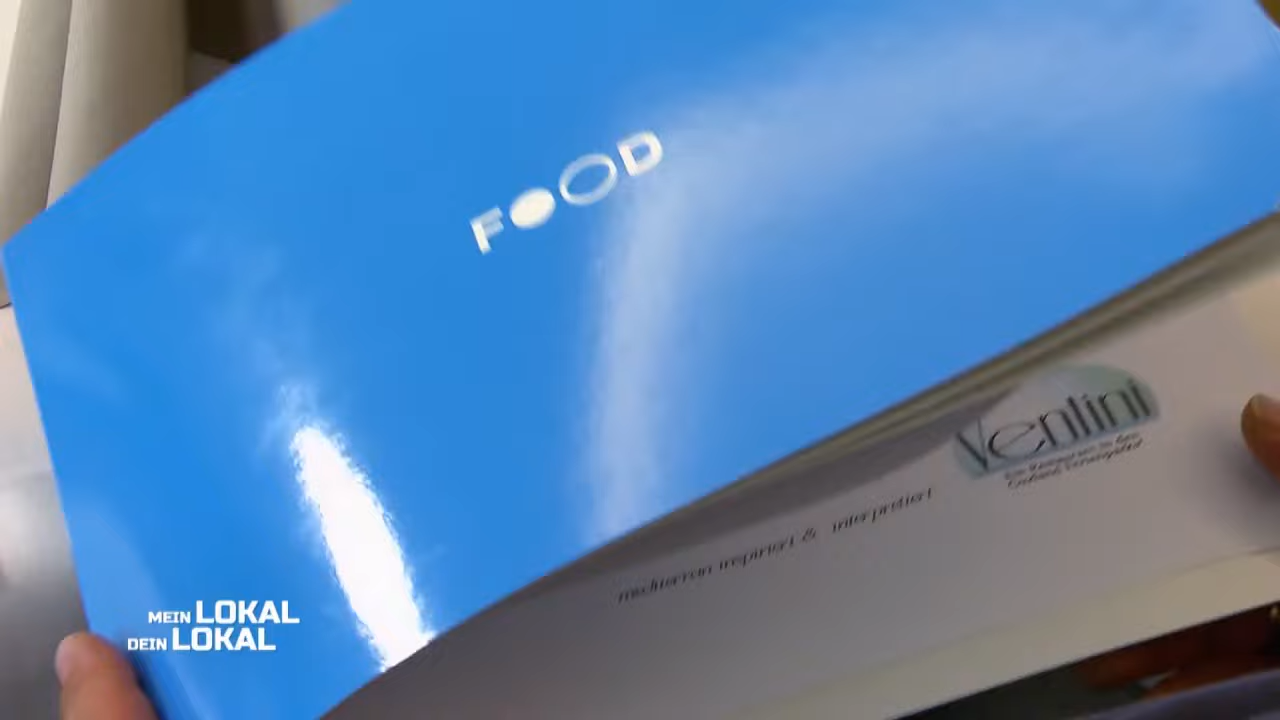 FOOD
Ventini
mediterran inspiriert & interpretiert
MEIN LOKAL
DEIN LOKAL